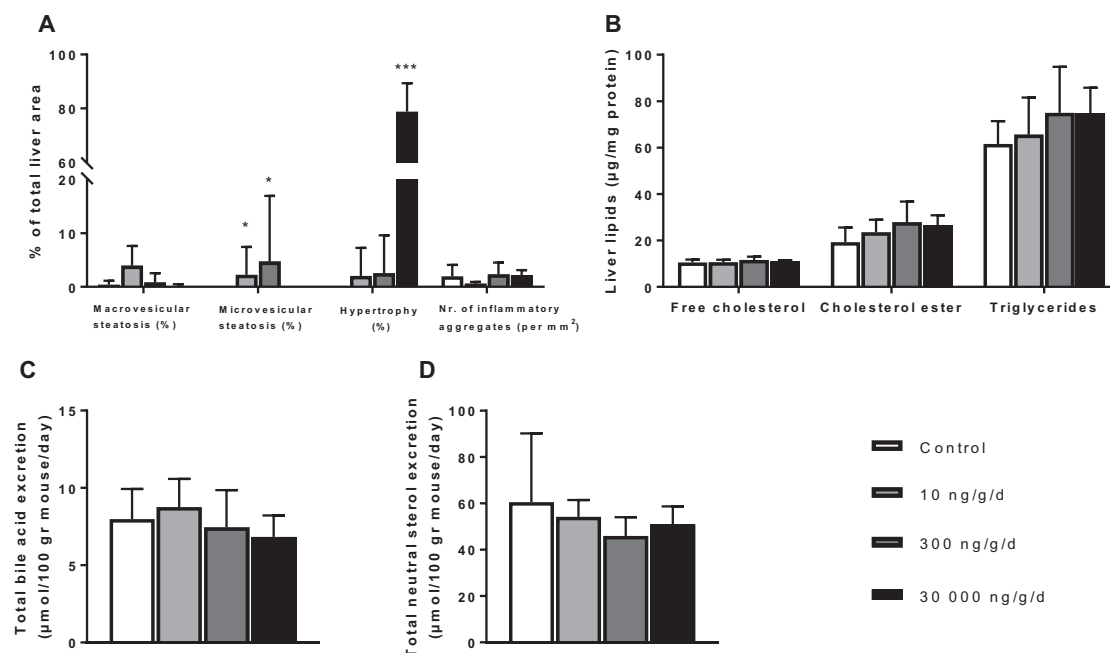 A
% of total liver area
100
80
60
20
10
0
*
*
***
Macrovesicular
steatosis (%)
Microvesicular
steatosis (%)
Hypertrophy
(%)
Nr. of inflammatory
aggregates (per mm²)
B
Liver lipids (µg/mg protein)
100
80
60
40
20
0
Free cholesterol
Cholesterol ester
Triglycerides
C
Total bile acid excretion
(µmol/100 gr mouse/day)
15
10
5
0
D
Total neutral sterol excretion
(µmol/100 gr mouse/day)
100
80
60
40
20
0
Control
10 ng/g/d
300 ng/g/d
30 000 ng/g/d